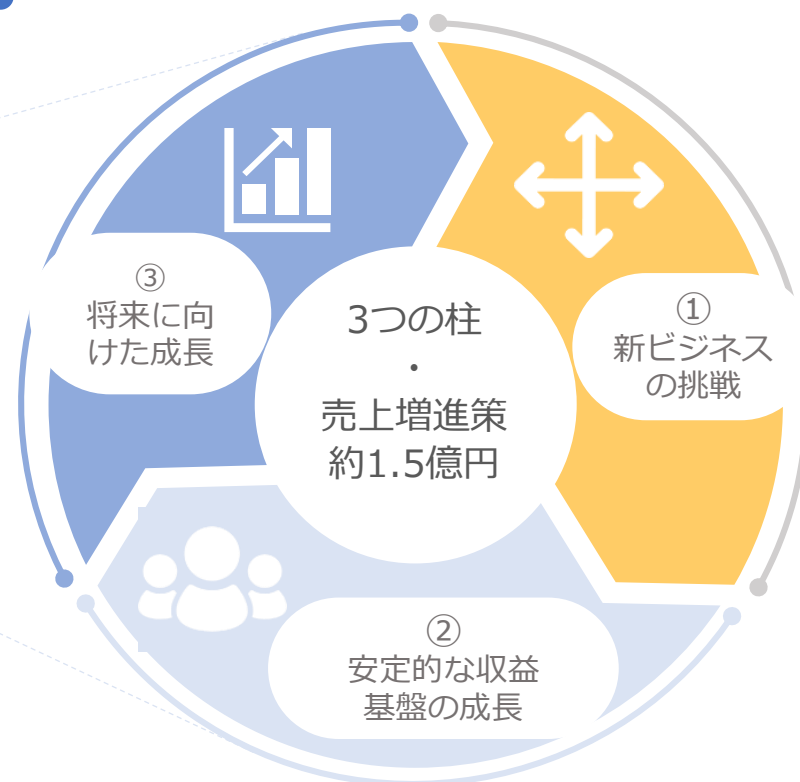 3つの柱
・
売上増進策
約1.5億円
①
新ビジネス
の挑戦
②
安定的な収益
基盤の成長
③
将来に向
けた成長